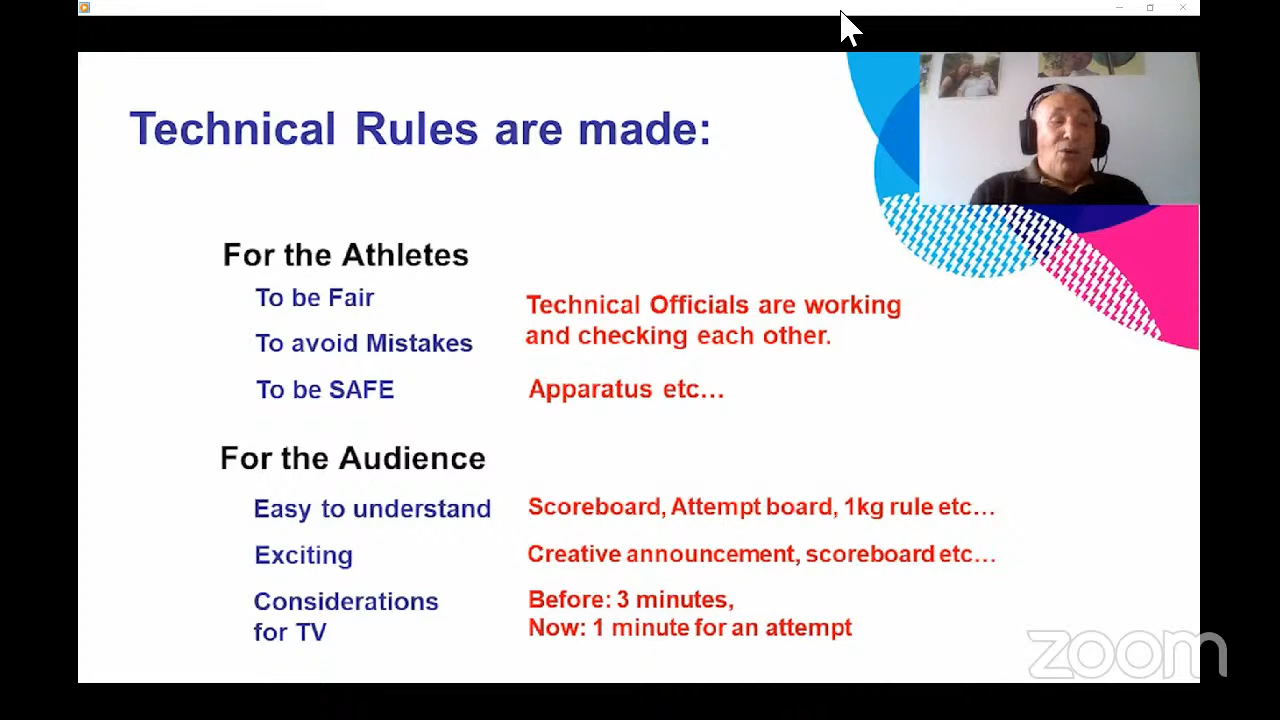 Technical Rules are made:
For the Athletes
To be Fair
To avoid Mistakes
Technical Officials are working
and checking each other.
To be SAFE
Apparatus etc...
For the Audience
Easy to understand
Scoreboard, Attempt board, 1kg rule etc...
Exciting
Creative announcement, scoreboard etc...
Considerations
for TV
Before: 3 minutes,
Now: 1 minute for an attempt
zoom